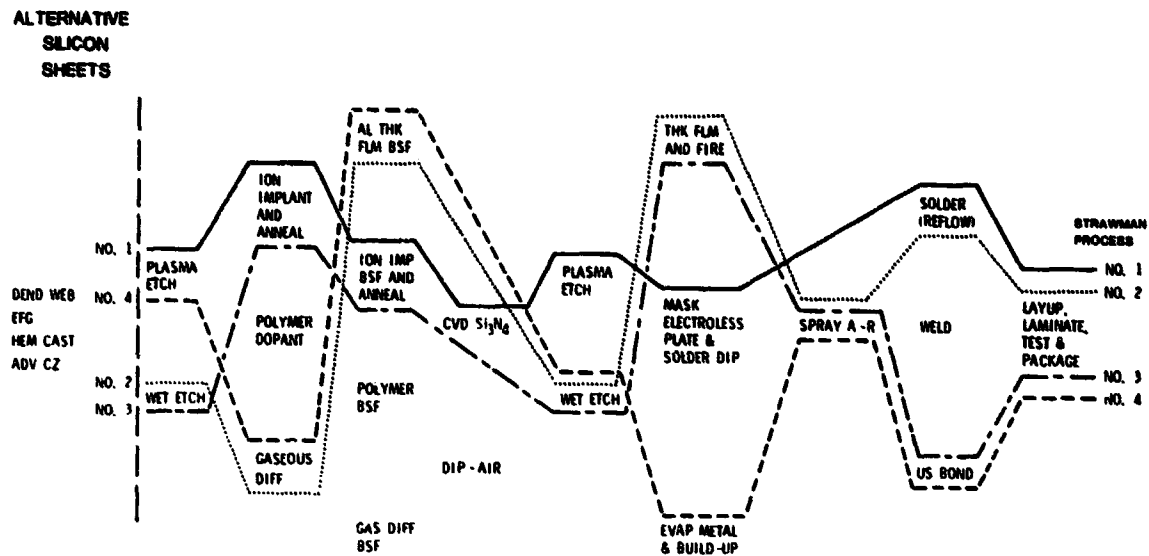 ALTERNATIVE
SILICON
SHEETS
DEND WEB
EFG
HEM CAST
ADV CZ
NO. 1
NO. 4
NO. 2
NO. 3
PLASMA
ETCH
WET ETCH
ION
IMPLANT
AND
ANNEAL
POLYMER
DOPANT
GASEOUS
DIFF
AL THK
FLM BSF
ION IMP
BSF AND
ANNEAL
POLYMER
BSF
GAS DIFF
BSF
CVD Si3N4
DIP-AIR
PLASMA
ETCH
WET ETCH
THK FLM
AND FIRE
MASK
ELECTROLESS
PLATE &
SOLDER DIP
EVAP METAL
& BUILD-UP
SPRAY A-R
SOLDER
(REFLOW)
WELD
US BOND
LAYUP,
LAMINATE,
TEST &
PACKAGE
STRAWMAN
PROCESS
NO. 1
NO. 2
NO. 3
NO. 4